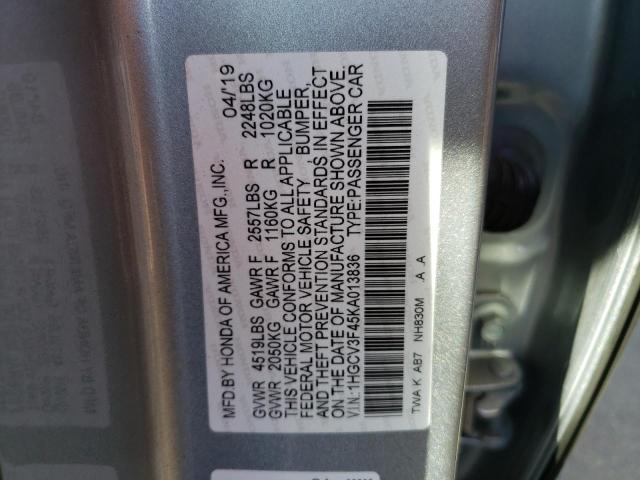 MFD.BY HONDA OF AMERICA MFG.,INC. 04/19
GVWR 4519LBS GAWR F 2557LBS R 2248LBS
GVWR 2050KG GAWR F 1160KG R 1020KG
THIS VEHICLE CONFORMS TO ALL APPLICABLE
FEDERAL MOTOR VEHICLE SAFETY BUMPER,
AND THEFT PREVENTION STANDARDS IN EFFECT
ON THE DATE OF MANUFACTURE SHOWN ABOVE.
V.I.N.:1HGCV3F45KA013836 TYPE:PASSENGER CAR
TWA K AB7 NH830M .A .A